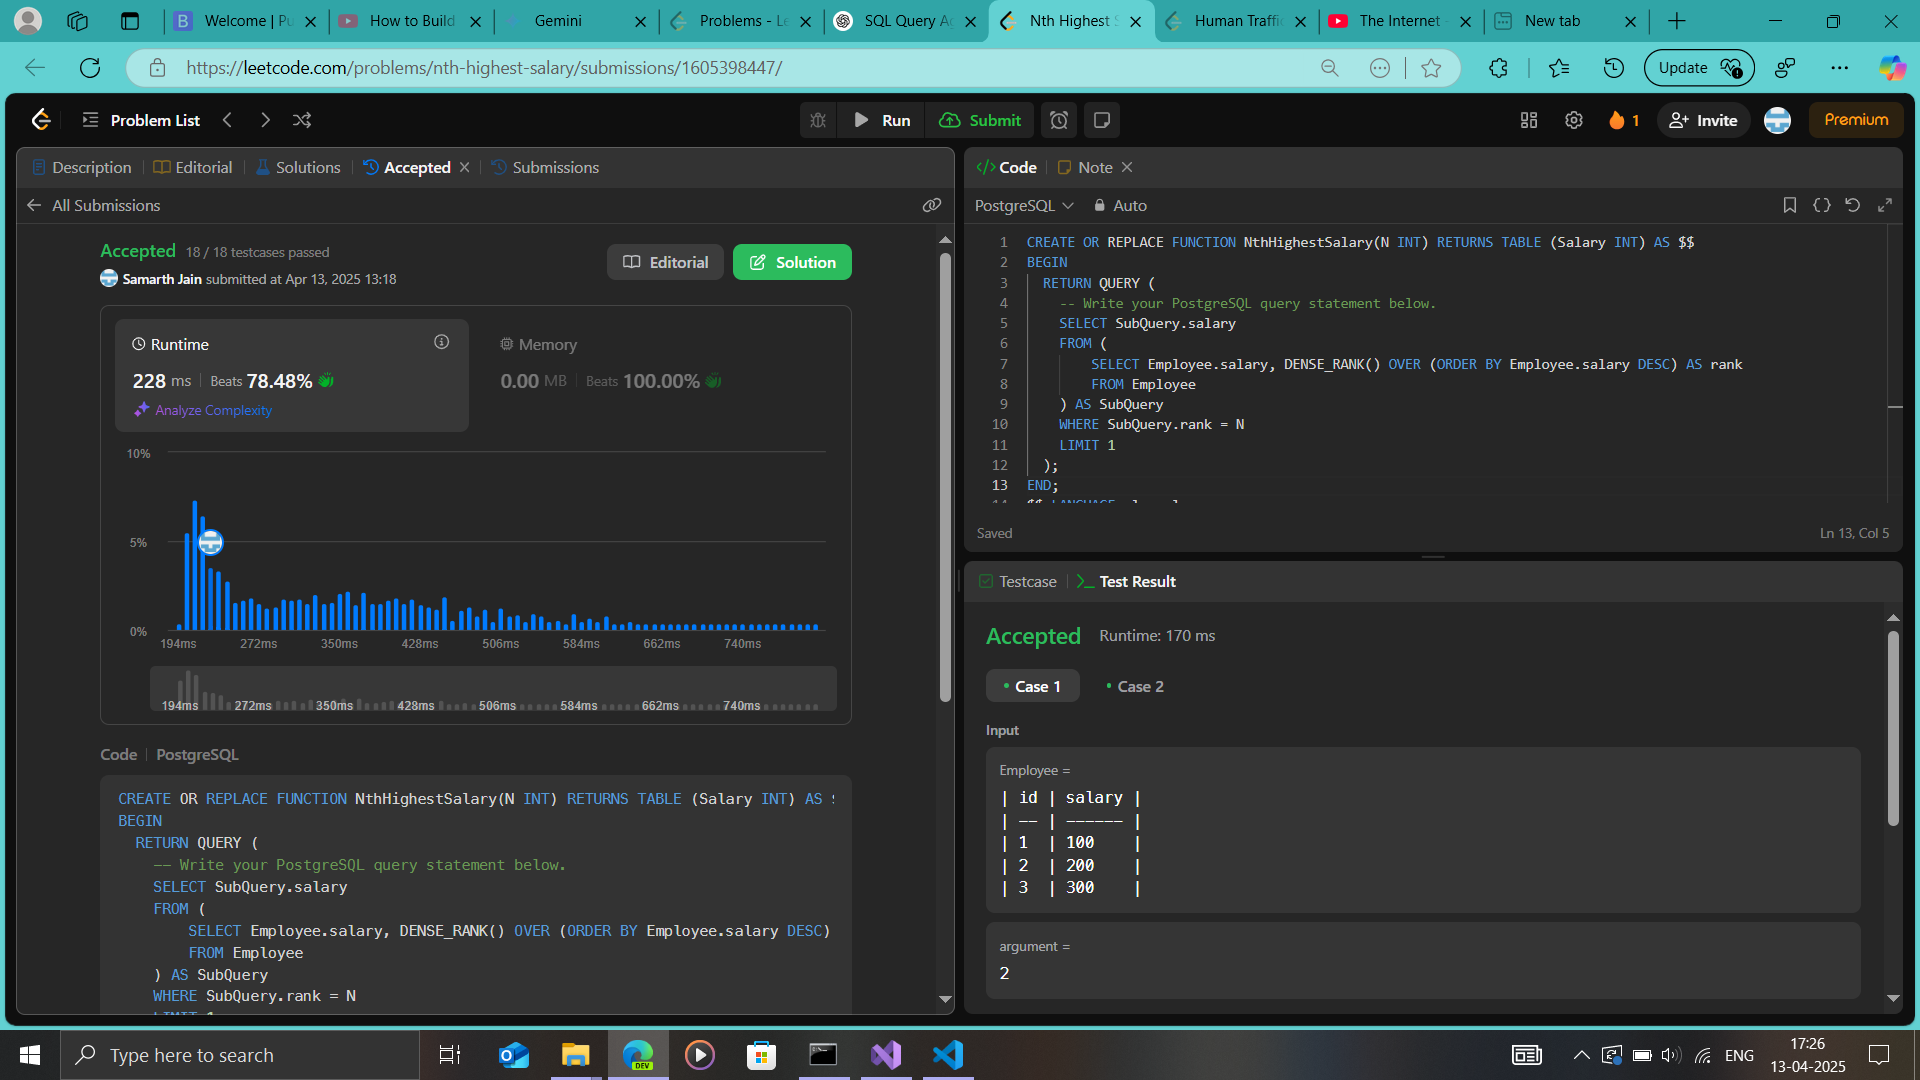 Welcome | Pu
How to Build
Gemini
Problems - Le
SQL Query Ad
Nth Highest S
Human Traffic
The Internet -
New tab
https://leetcode.com/problems/nth-highest-salary/submissions/1605398447/
Update
Problem List
Run
Submit
1
Invite
Premium
Description
Editorial
Solutions
Accepted
Submissions
All Submissions
Accepted 18 / 18 testcases passed
Samarth Jain submitted at Apr 13, 2025 13:18
Editorial
Solution
Runtime
228 ms | Beats 78.48%
Analyze Complexity
Memory
0.00 MB | Beats 100.00%
10%
5%
0%
194ms 272ms 350ms 428ms 506ms 584ms 662ms 740ms
194ms 272ms 350ms 428ms 506ms 584ms 662ms 740ms
Code | PostgreSQL
CREATE OR REPLACE FUNCTION NthHighestSalary(N INT) RETURNS TABLE (Salary INT) AS $
BEGIN
RETURN QUERY (
-- Write your PostgreSQL query statement below.
SELECT SubQuery.salary
FROM (
SELECT Employee.salary, DENSE_RANK() OVER (ORDER BY Employee.salary DESC)
FROM Employee
) AS SubQuery
WHERE SubQuery.rank = N
LIMIT 1
</> Code
Note
PostgreSQL
Auto
1 CREATE OR REPLACE FUNCTION NthHighestSalary(N INT) RETURNS TABLE (Salary INT) AS $$
2 BEGIN
3 RETURN QUERY (
4 -- Write your PostgreSQL query statement below.
5 SELECT SubQuery.salary
6 FROM (
7 SELECT Employee.salary, DENSE_RANK() OVER (ORDER BY Employee.salary DESC) AS rank
8 FROM Employee
9 ) AS SubQuery
10 WHERE SubQuery.rank = N
11 LIMIT 1
12 );
13 END;
14 $$ LANGUAGE
Saved
Ln 13, Col 5
Testcase
Test Result
Accepted Runtime: 170 ms
Case 1
Case 2
Input
Employee =
| id | salary |
| -- | ------ |
| 1 | 100 |
| 2 | 200 |
| 3 | 300 |
argument =
2
Type here to search
DEV
ENG
17:26
13-04-2025